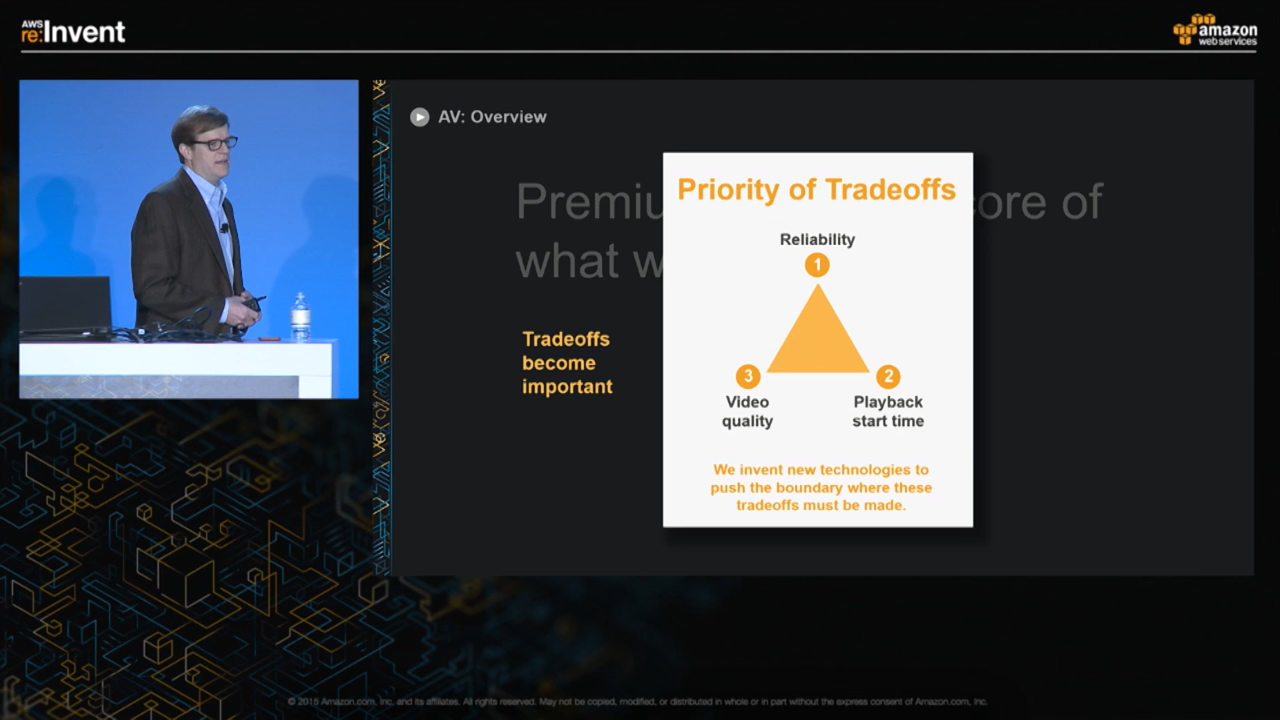 AWS
re:Invent
amazon
webservices
AV: Overview
Priority of Tradeoffs
ore of
what
Reliability
1
Tradeoffs
become
important
3
2
Video
quality
Playback
start time
We invent new technologies to
push the boundary where these
tradeoffs must be made.
© 2015 Amazon.com, Inc. and its affiliates. All rights reserved. May not be copied, modified, or distributed in whole or in part without the express consent of Amazon.com, Inc.